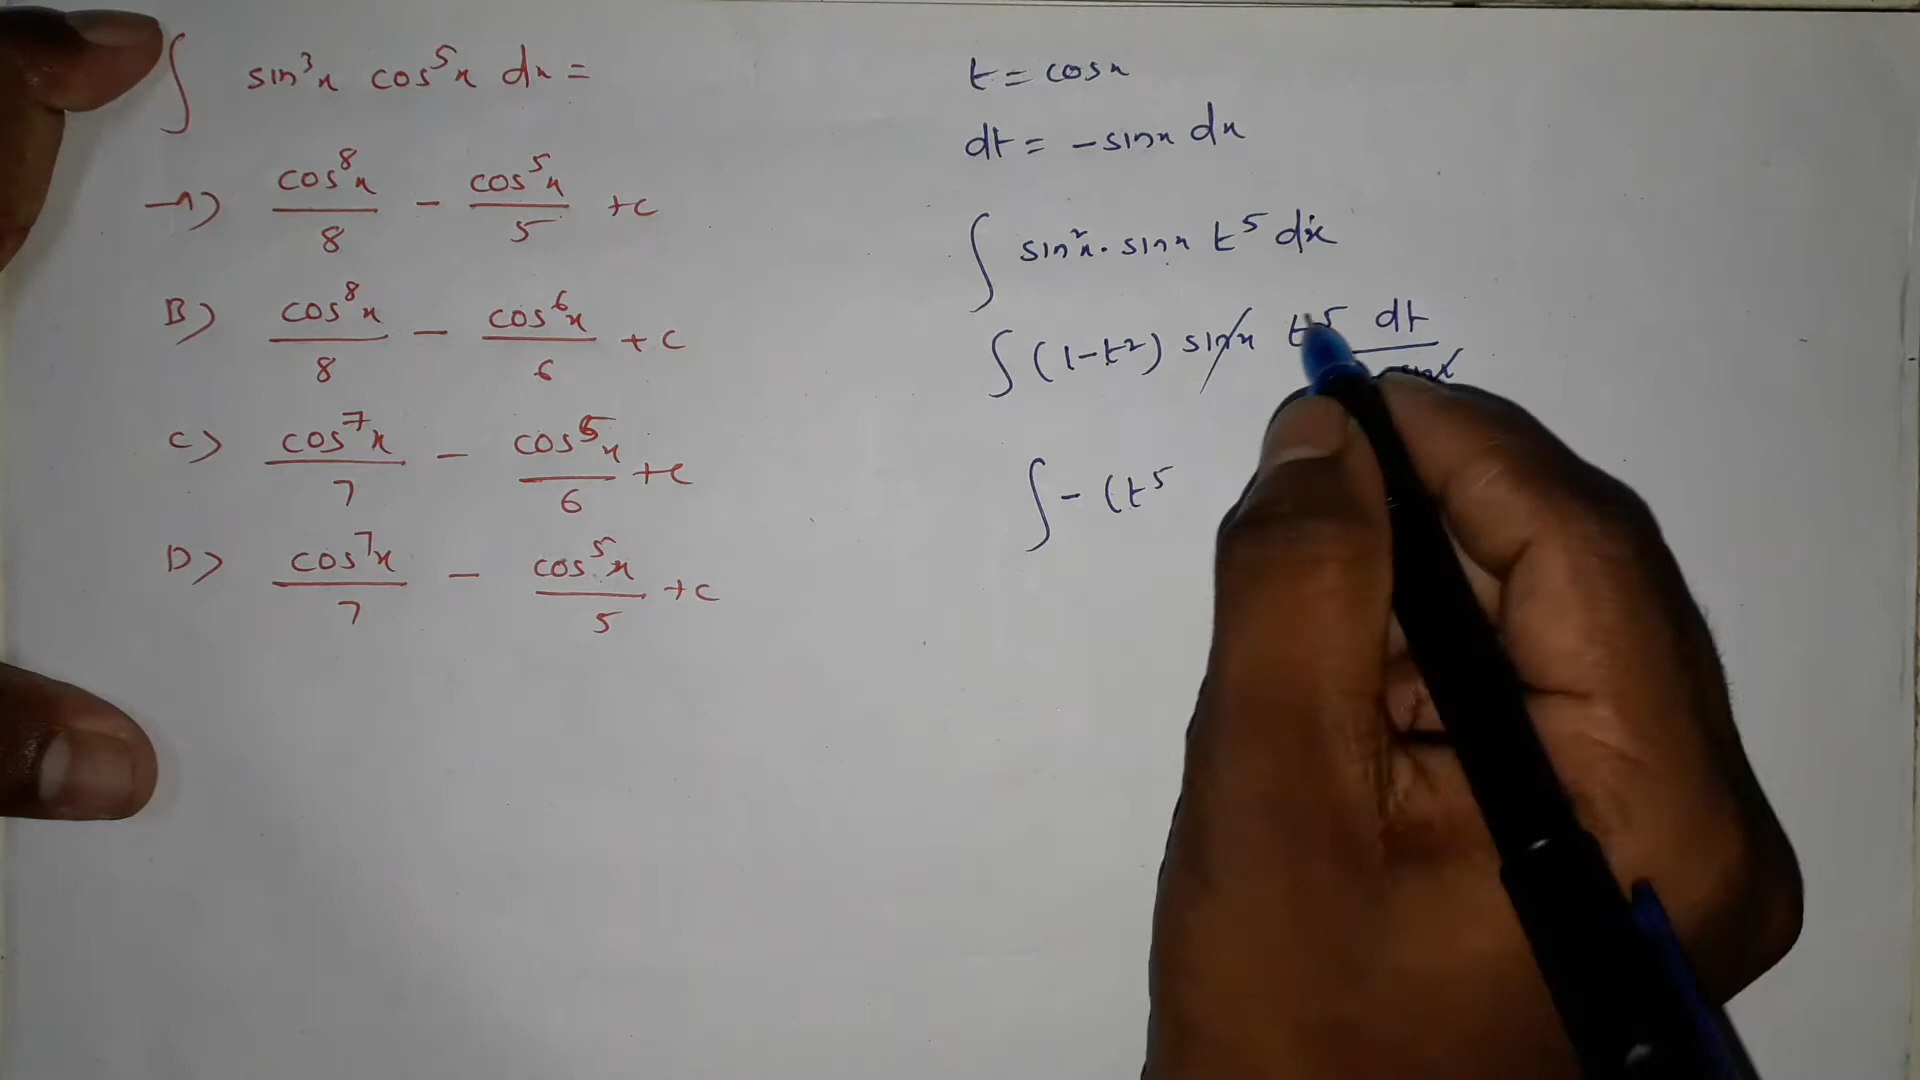 ∫ sin³x cos⁵x dx =
A) cos⁸x/8 - cos⁵x/5 + c
B) cos⁸x/8 - cos⁶x/6 + c
C) cos⁷x/7 - cos⁵x/6 + c
D) cos⁷x/7 - cos⁵x/5 + c
t = cosx
dt = -sinx dx
∫ sin²x · sinx t⁵ dx
∫ (1-t²) sinx t⁵ dt/-sinx
∫ - (t⁵